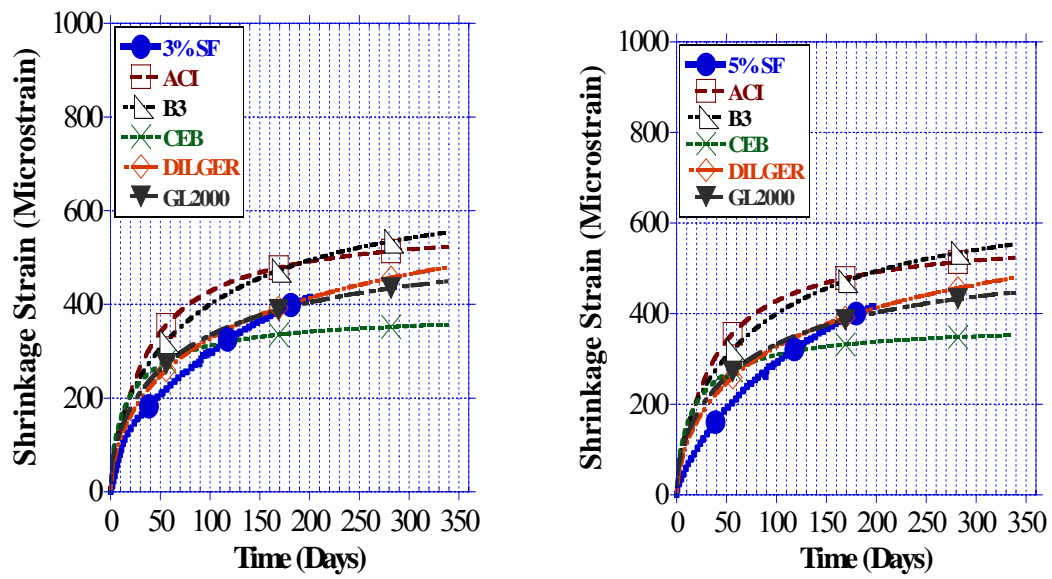 Shrinkage Strain (Microstrain)
1000
800
600
400
200
0
3% SF
ACI
B3
CEB
DILGER
GL2000
0 50 100 150 200 250 300 350
Time (Days)
Shrinkage Strain (Microstrain)
1000
800
600
400
200
0
5% SF
ACI
B3
CEB
DILGER
GL2000
0 50 100 150 200 250 300 350
Time (Days)